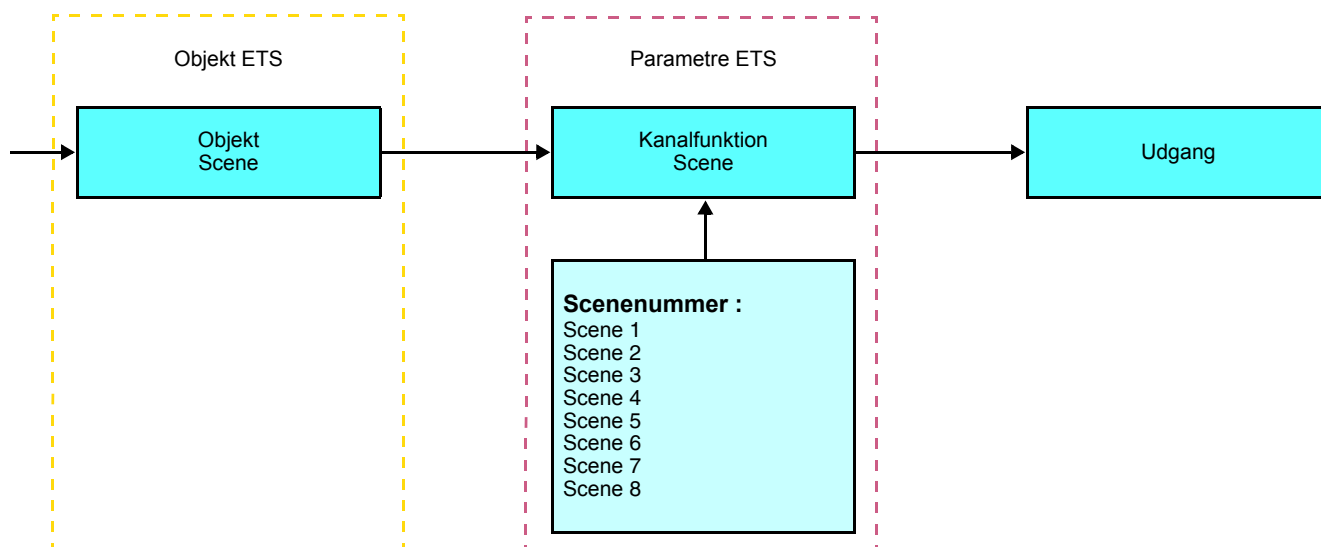 Objekt ETS
Parametre ETS
Objekt
Scene
Kanalfunktion
Scene
Udgang
Scenenummer :
Scene 1
Scene 2
Scene 3
Scene 4
Scene 5
Scene 6
Scene 7
Scene 8